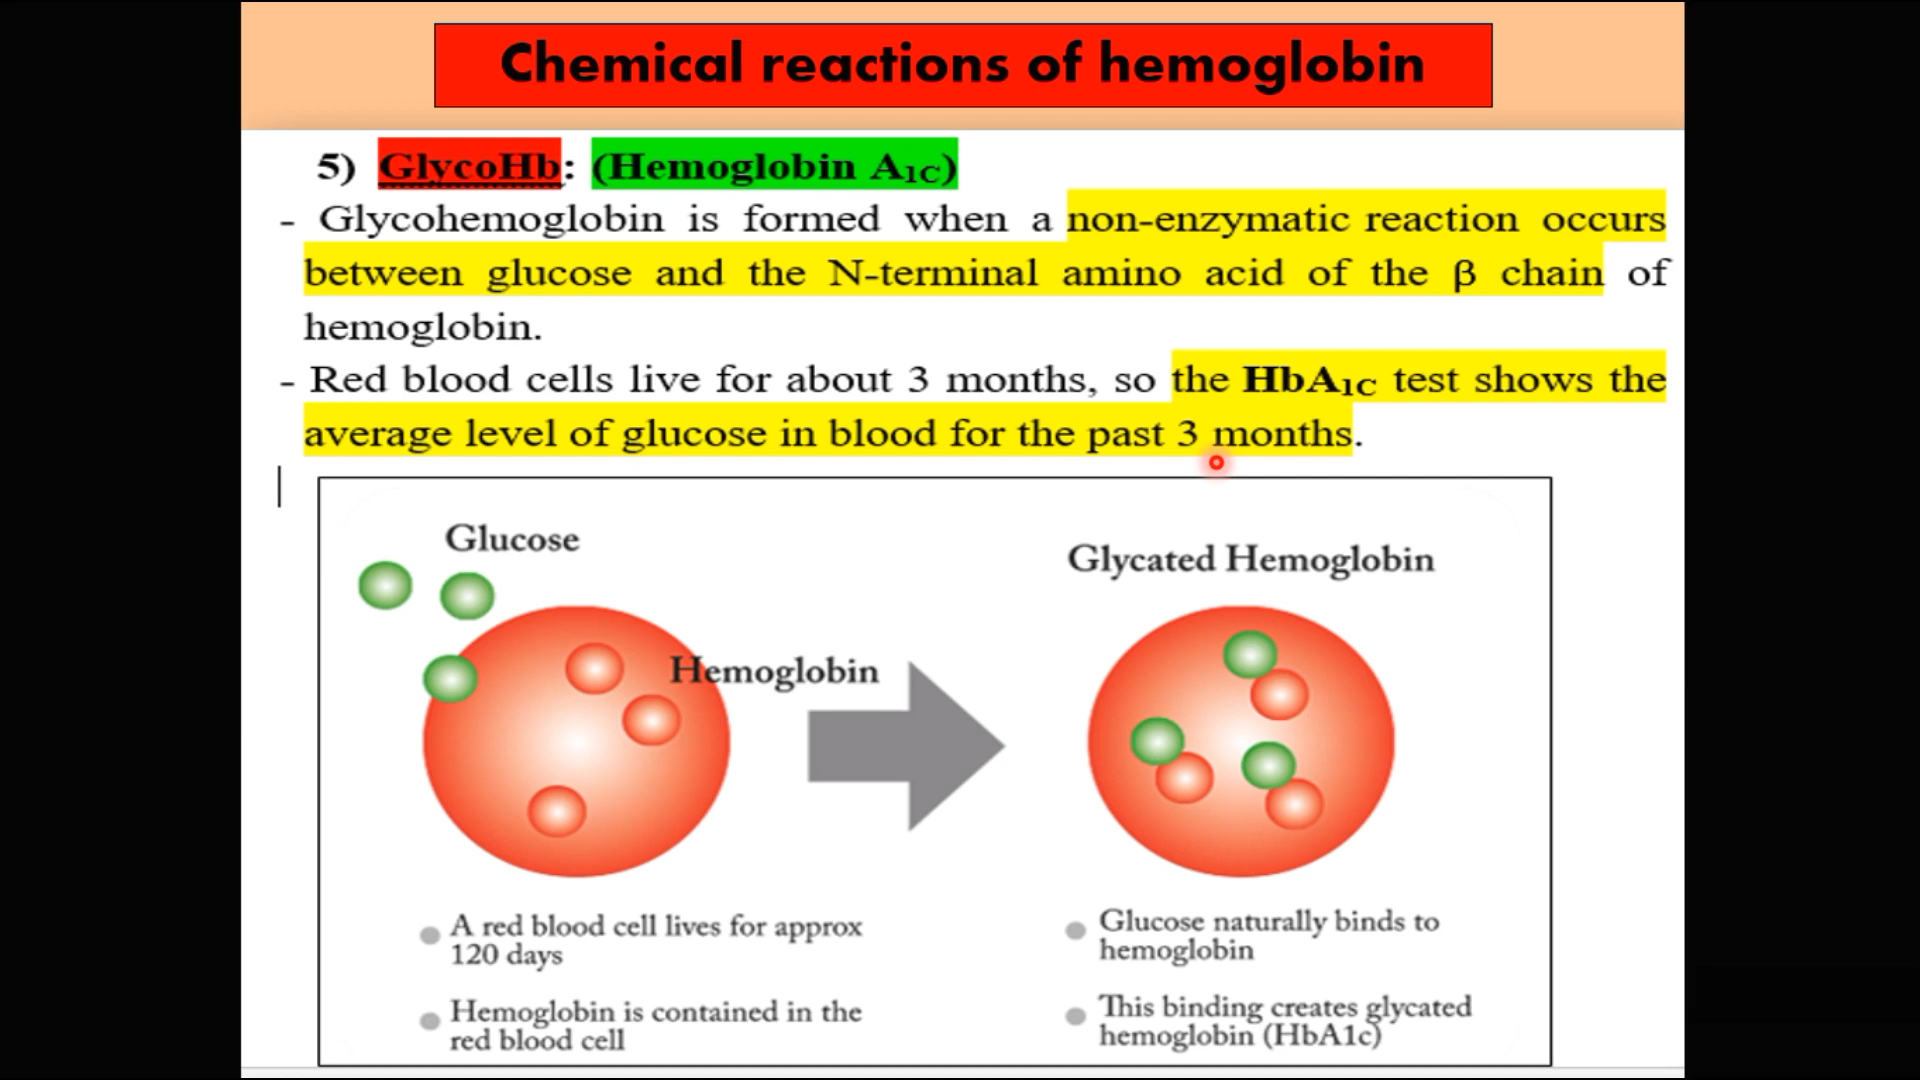 Chemical reactions of hemoglobin
5) GlycoHb: (Hemoglobin A1C)
- Glycohemoglobin is formed when a non-enzymatic reaction occurs
between glucose and the N-terminal amino acid of the β chain of
hemoglobin.
- Red blood cells live for about 3 months, so the HbA1C test shows the
average level of glucose in blood for the past 3 months.
Glucose
Hemoglobin
Glycated Hemoglobin
A red blood cell lives for approx
120 days
Hemoglobin is contained in the
red blood cell
Glucose naturally binds to
hemoglobin
This binding creates glycated
hemoglobin (HbA1c)